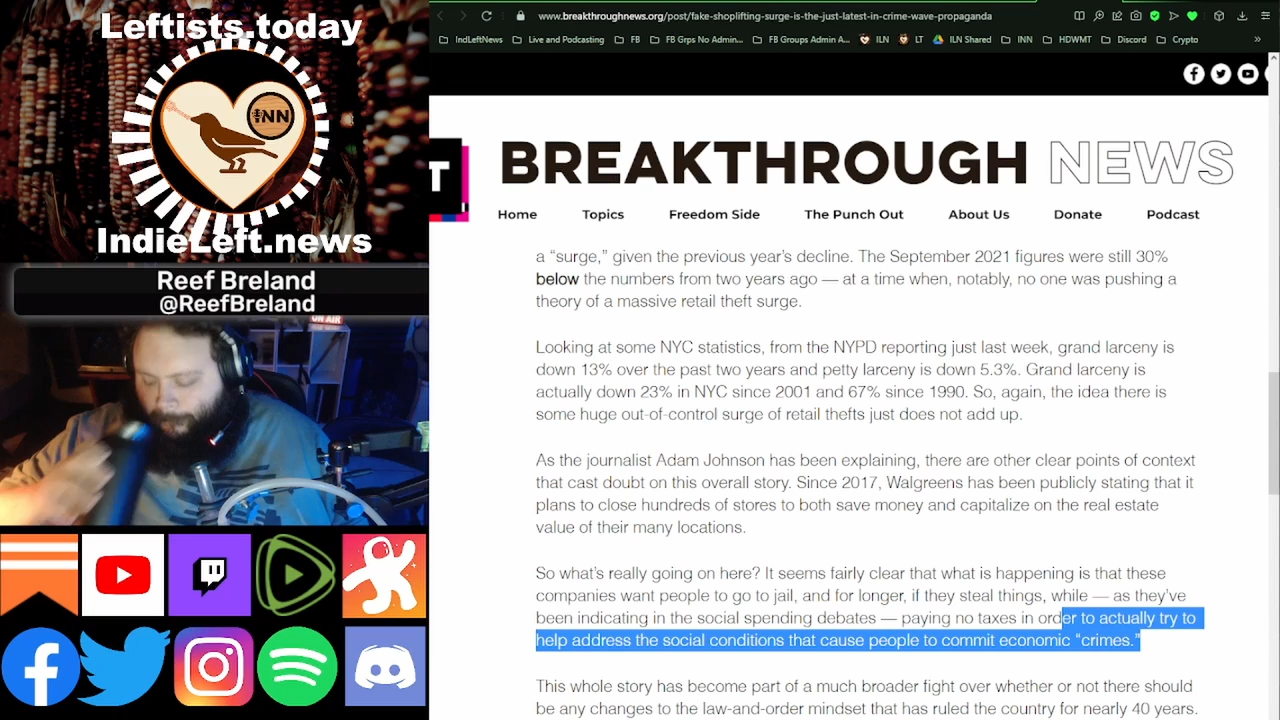 Leftists.today
INN
IndieLeft.news
Reef Breland
@ReefBreland
ON AIR
www.breakthroughnews.org/post/fake-shoplifting-surge-is-the-just-latest-in-crime-wave-propaganda
IndLeftNews
Live and Podcasting
FB
FB Grps No Admin...
FB Groups Admin A...
ILN Shared
INN
HDWMT
Discord
Crypto
»
T
BREAKTHROUGH NEWS
Home Topics Freedom Side The Punch Out About Us Donate Podcast
a “surge,” given the previous year’s decline. The September 2021 figures were still 30%
below the numbers from two years ago — at a time when, notably, no one was pushing a
theory of a massive retail theft surge.
Looking at some NYC statistics, from the NYPD reporting just last week, grand larceny is
down 13% over the past two years and petty larceny is down 5.3%. Grand larceny is
actually down 23% in NYC since 2001 and 67% since 1990. So, again, the idea there is
some huge out-of-control surge of retail thefts just does not add up.
As the journalist Adam Johnson has been explaining, there are other clear points of context
that cast doubt on this overall story. Since 2017, Walgreens has been publicly stating that it
plans to close hundreds of stores to both save money and capitalize on the real estate
value of their many locations.
So what’s really going on here? It seems fairly clear that what is happening is that these
companies want people to go to jail, and for longer, if they steal things, while — as they’ve
been indicating in the social spending debates — paying no taxes in order to actually try to
help address the social conditions that cause people to commit economic “crimes.”
This whole story has become part of a much broader fight over whether or not there should
be any changes to the law-and-order mindset that has ruled the country for nearly 40 years.